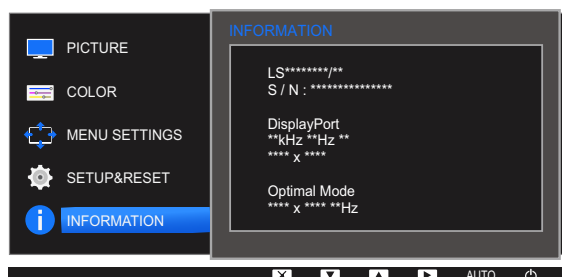 PICTURE
COLOR
MENU SETTINGS
SETUP&RESET
INFORMATION
INFORMATION
LS********/**
S / N : ***************
DisplayPort
**kHz **Hz **
**** x ****
Optimal Mode
**** x **** **Hz
AUTO